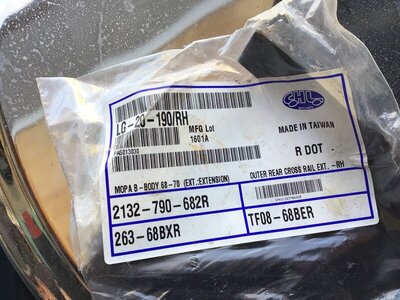 LG-20-190/RH
MFG Lot
1601A
MADE IN TAIWAN
R DOT -
MOPA B-BODY 68-70 (EXT.:EXTENSION)
OUTER REAR CROSS RAIL EXT. -RH
2132-790-682R
263-68BXR
TF08-68BER